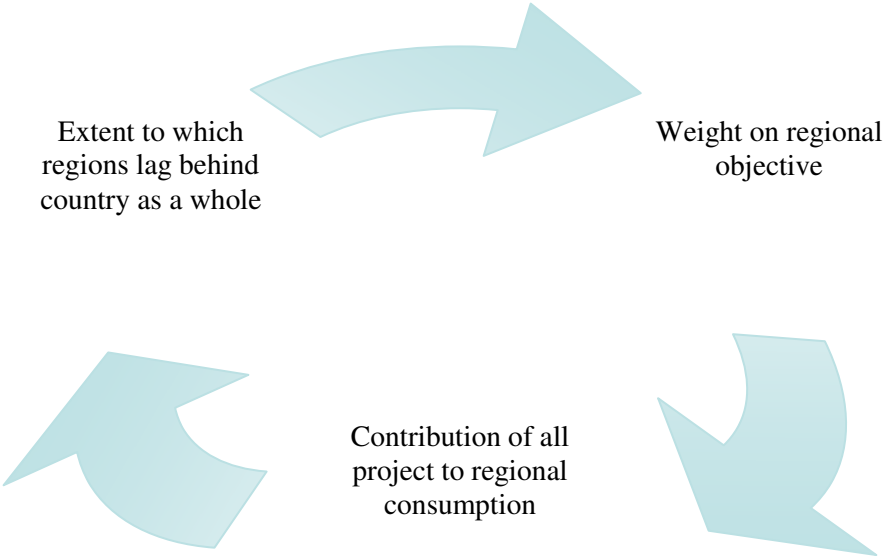 Extent to which
regions lag behind
country as a whole
Weight on regional
objective
Contribution of all
project to regional
consumption